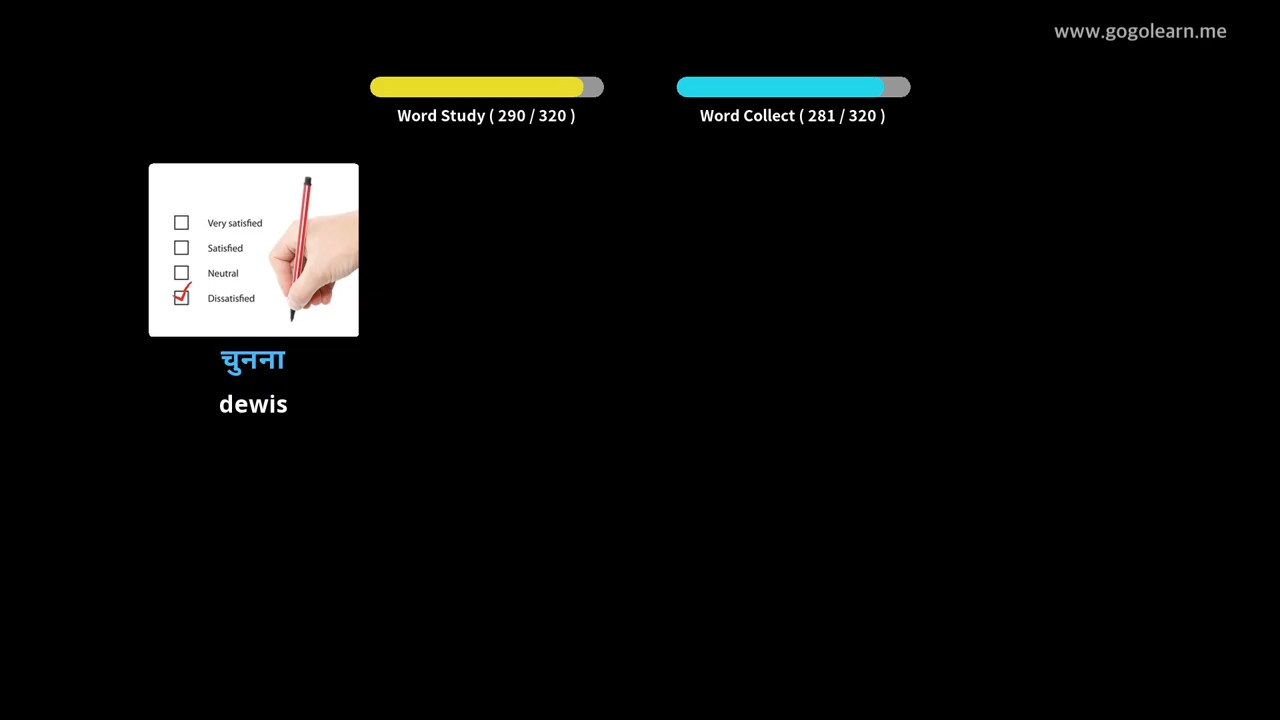 www.gogolearn.me
Word Study ( 290 / 320 )
Word Collect ( 281 / 320 )
Very satisfied
Satisfied
Neutral
Dissatisfied
चुनना
dewis